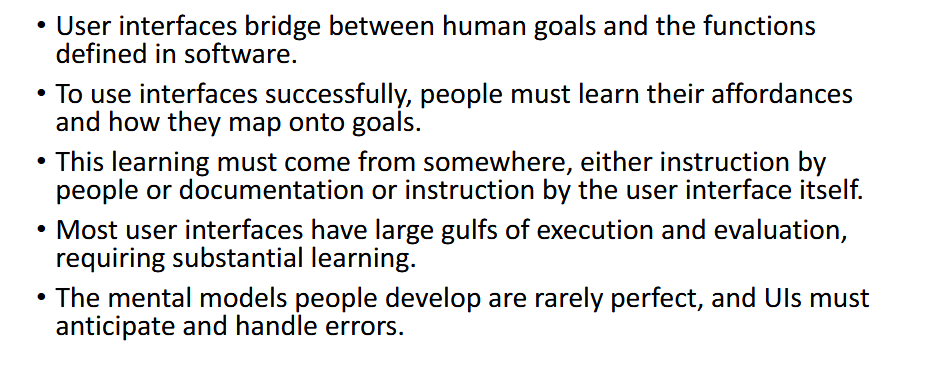 • User interfaces bridge between human goals and the functions
defined in software.
• To use interfaces successfully, people must learn their affordances
and how they map onto goals.
• This learning must come from somewhere, either instruction by
people or documentation or instruction by the user interface itself.
• Most user interfaces have large gulfs of execution and evaluation,
requiring substantial learning.
• The mental models people develop are rarely perfect, and UIs must
anticipate and handle errors.